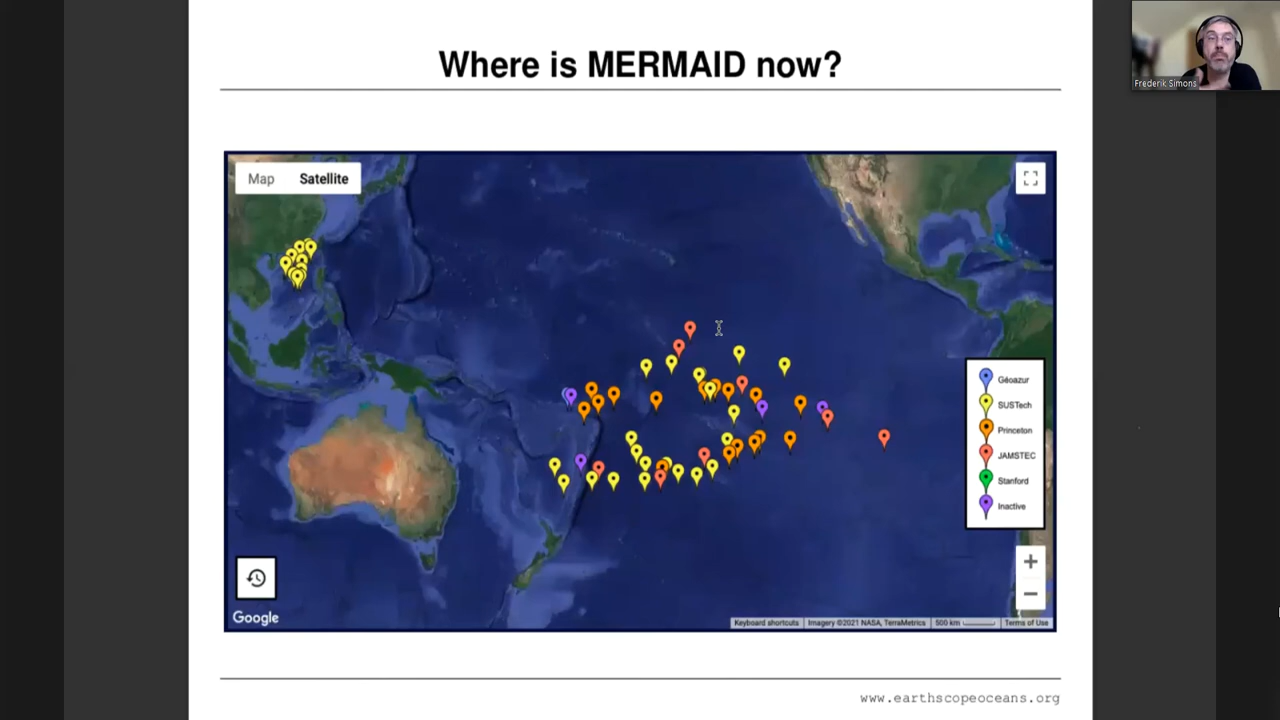 Where is MERMAID now?
Frederik Simons
Map Satellite
Géoazur
SUSTech
Princeton
JAMSTEC
Stanford
Inactive
Google
Keyboard shortcuts Imagery ©2021 NASA, TerraMetrics 500 km Terms of Use
www.earthscopeoceans.org